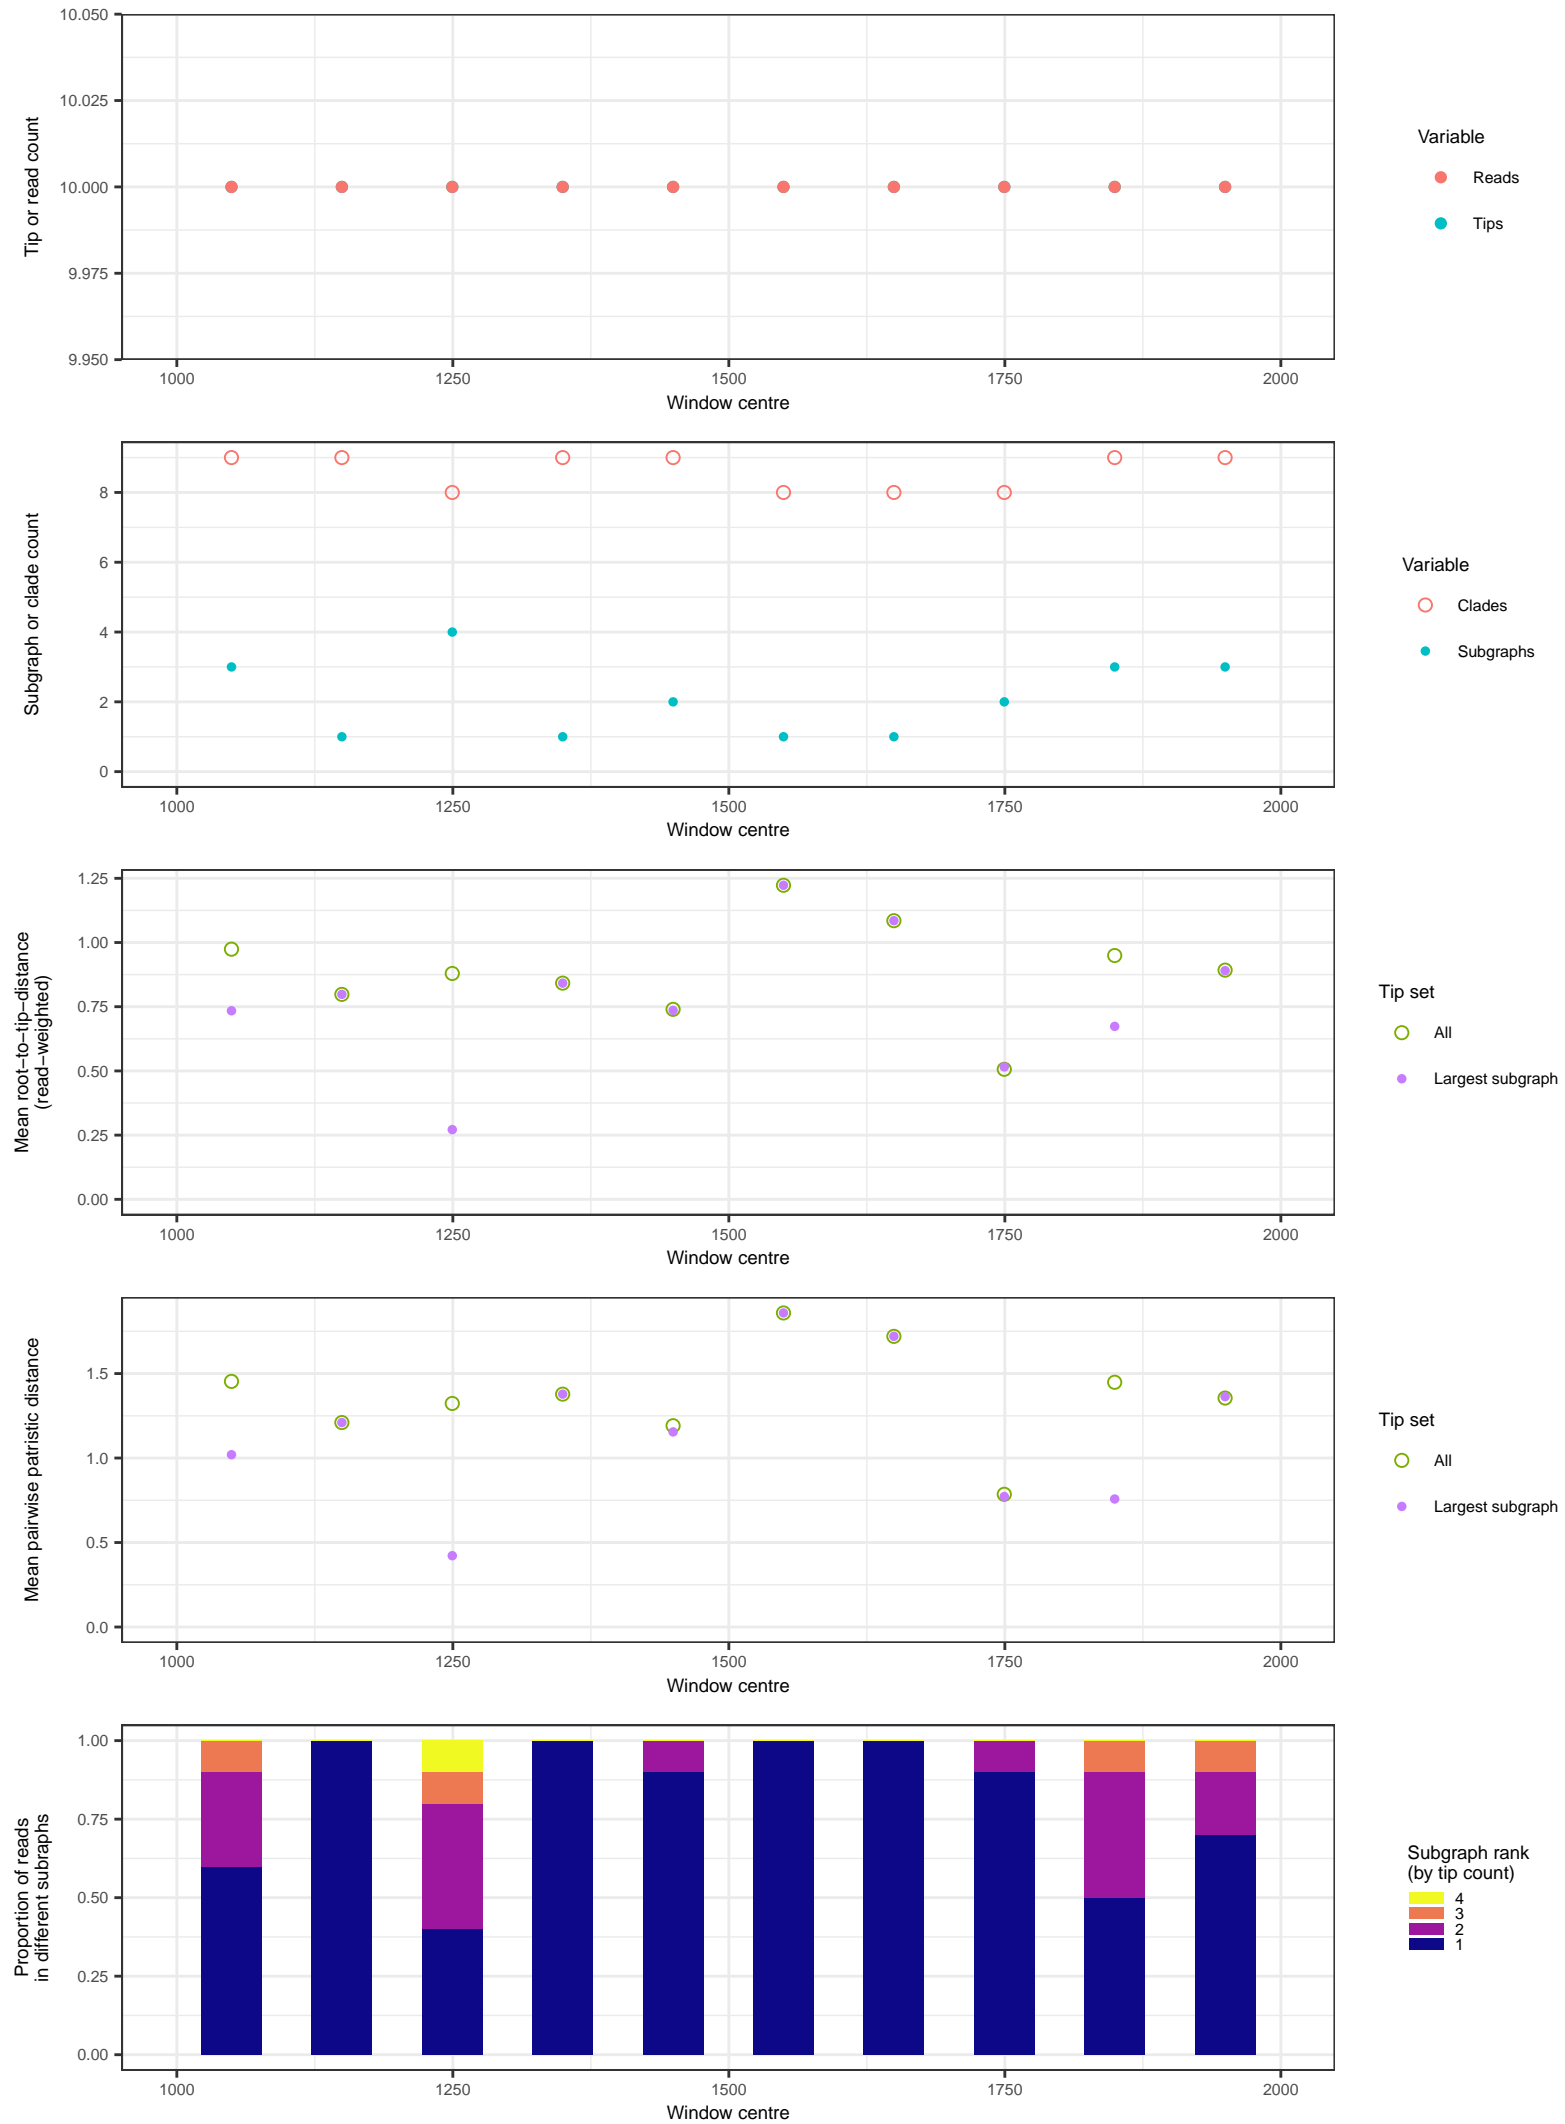 10.050
10.025
10.000
9.975
9.950
Tip or read count
1000 1250 1500 1750 2000
Window centre
Variable
Reads
Tips
8
6
4
2
0
Subgraph or clade count
1000 1250 1500 1750 2000
Window centre
Variable
Clades
Subgraphs
1.25
1.00
0.75
0.50
0.25
0.00
Mean root−to−tip−distance
(read−weighted)
1000 1250 1500 1750 2000
Window centre
Tip set
All
Largest subgraph
1.5
1.0
0.5
0.0
Mean pairwise patristic distance
1000 1250 1500 1750 2000
Window centre
Tip set
All
Largest subgraph
1.00
0.75
0.50
0.25
0.00
Proportion of reads
in different subraphs
1000 1250 1500 1750 2000
Window centre
Subgraph rank
(by tip count)
4
3
2
1